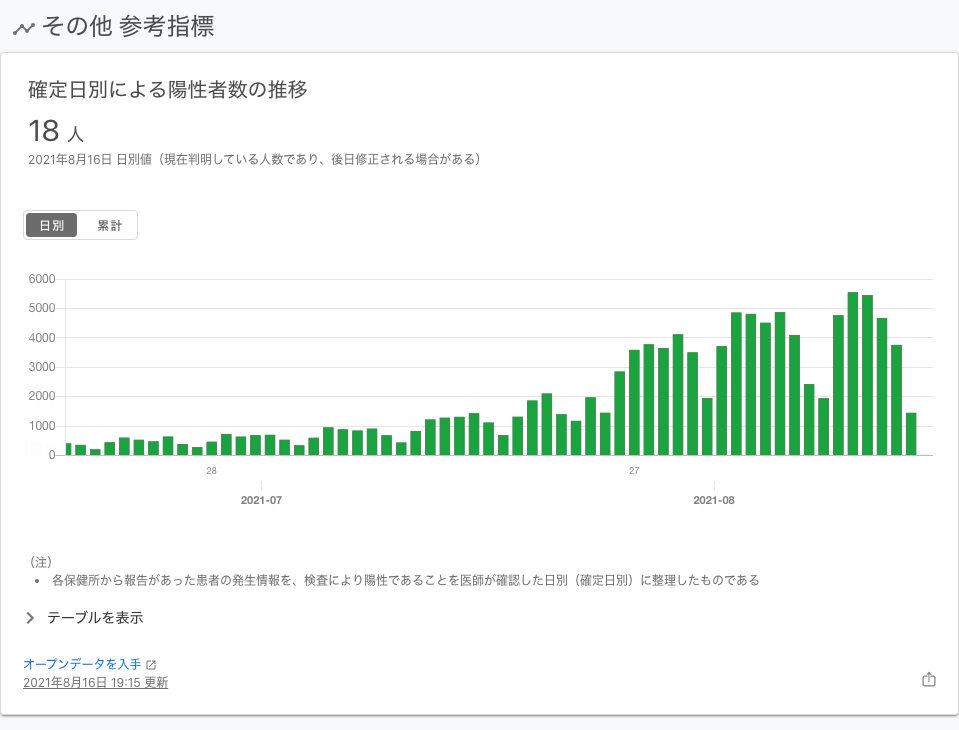 その他 参考指標
確定日別による陽性者数の推移
18 人
2021年8月16日 日別値（現在判明している人数であり、後日修正される場合がある）
日別 累計
6000
5000
4000
3000
2000
1000
0
28 27
2021-07 2021-08
（注）
• 各保健所から報告があった患者の発生情報を、検査により陽性であることを医師が確認した日別（確定日別）に整理したものである
テーブルを表示
オープンデータを入手
2021年8月16日 19:15 更新